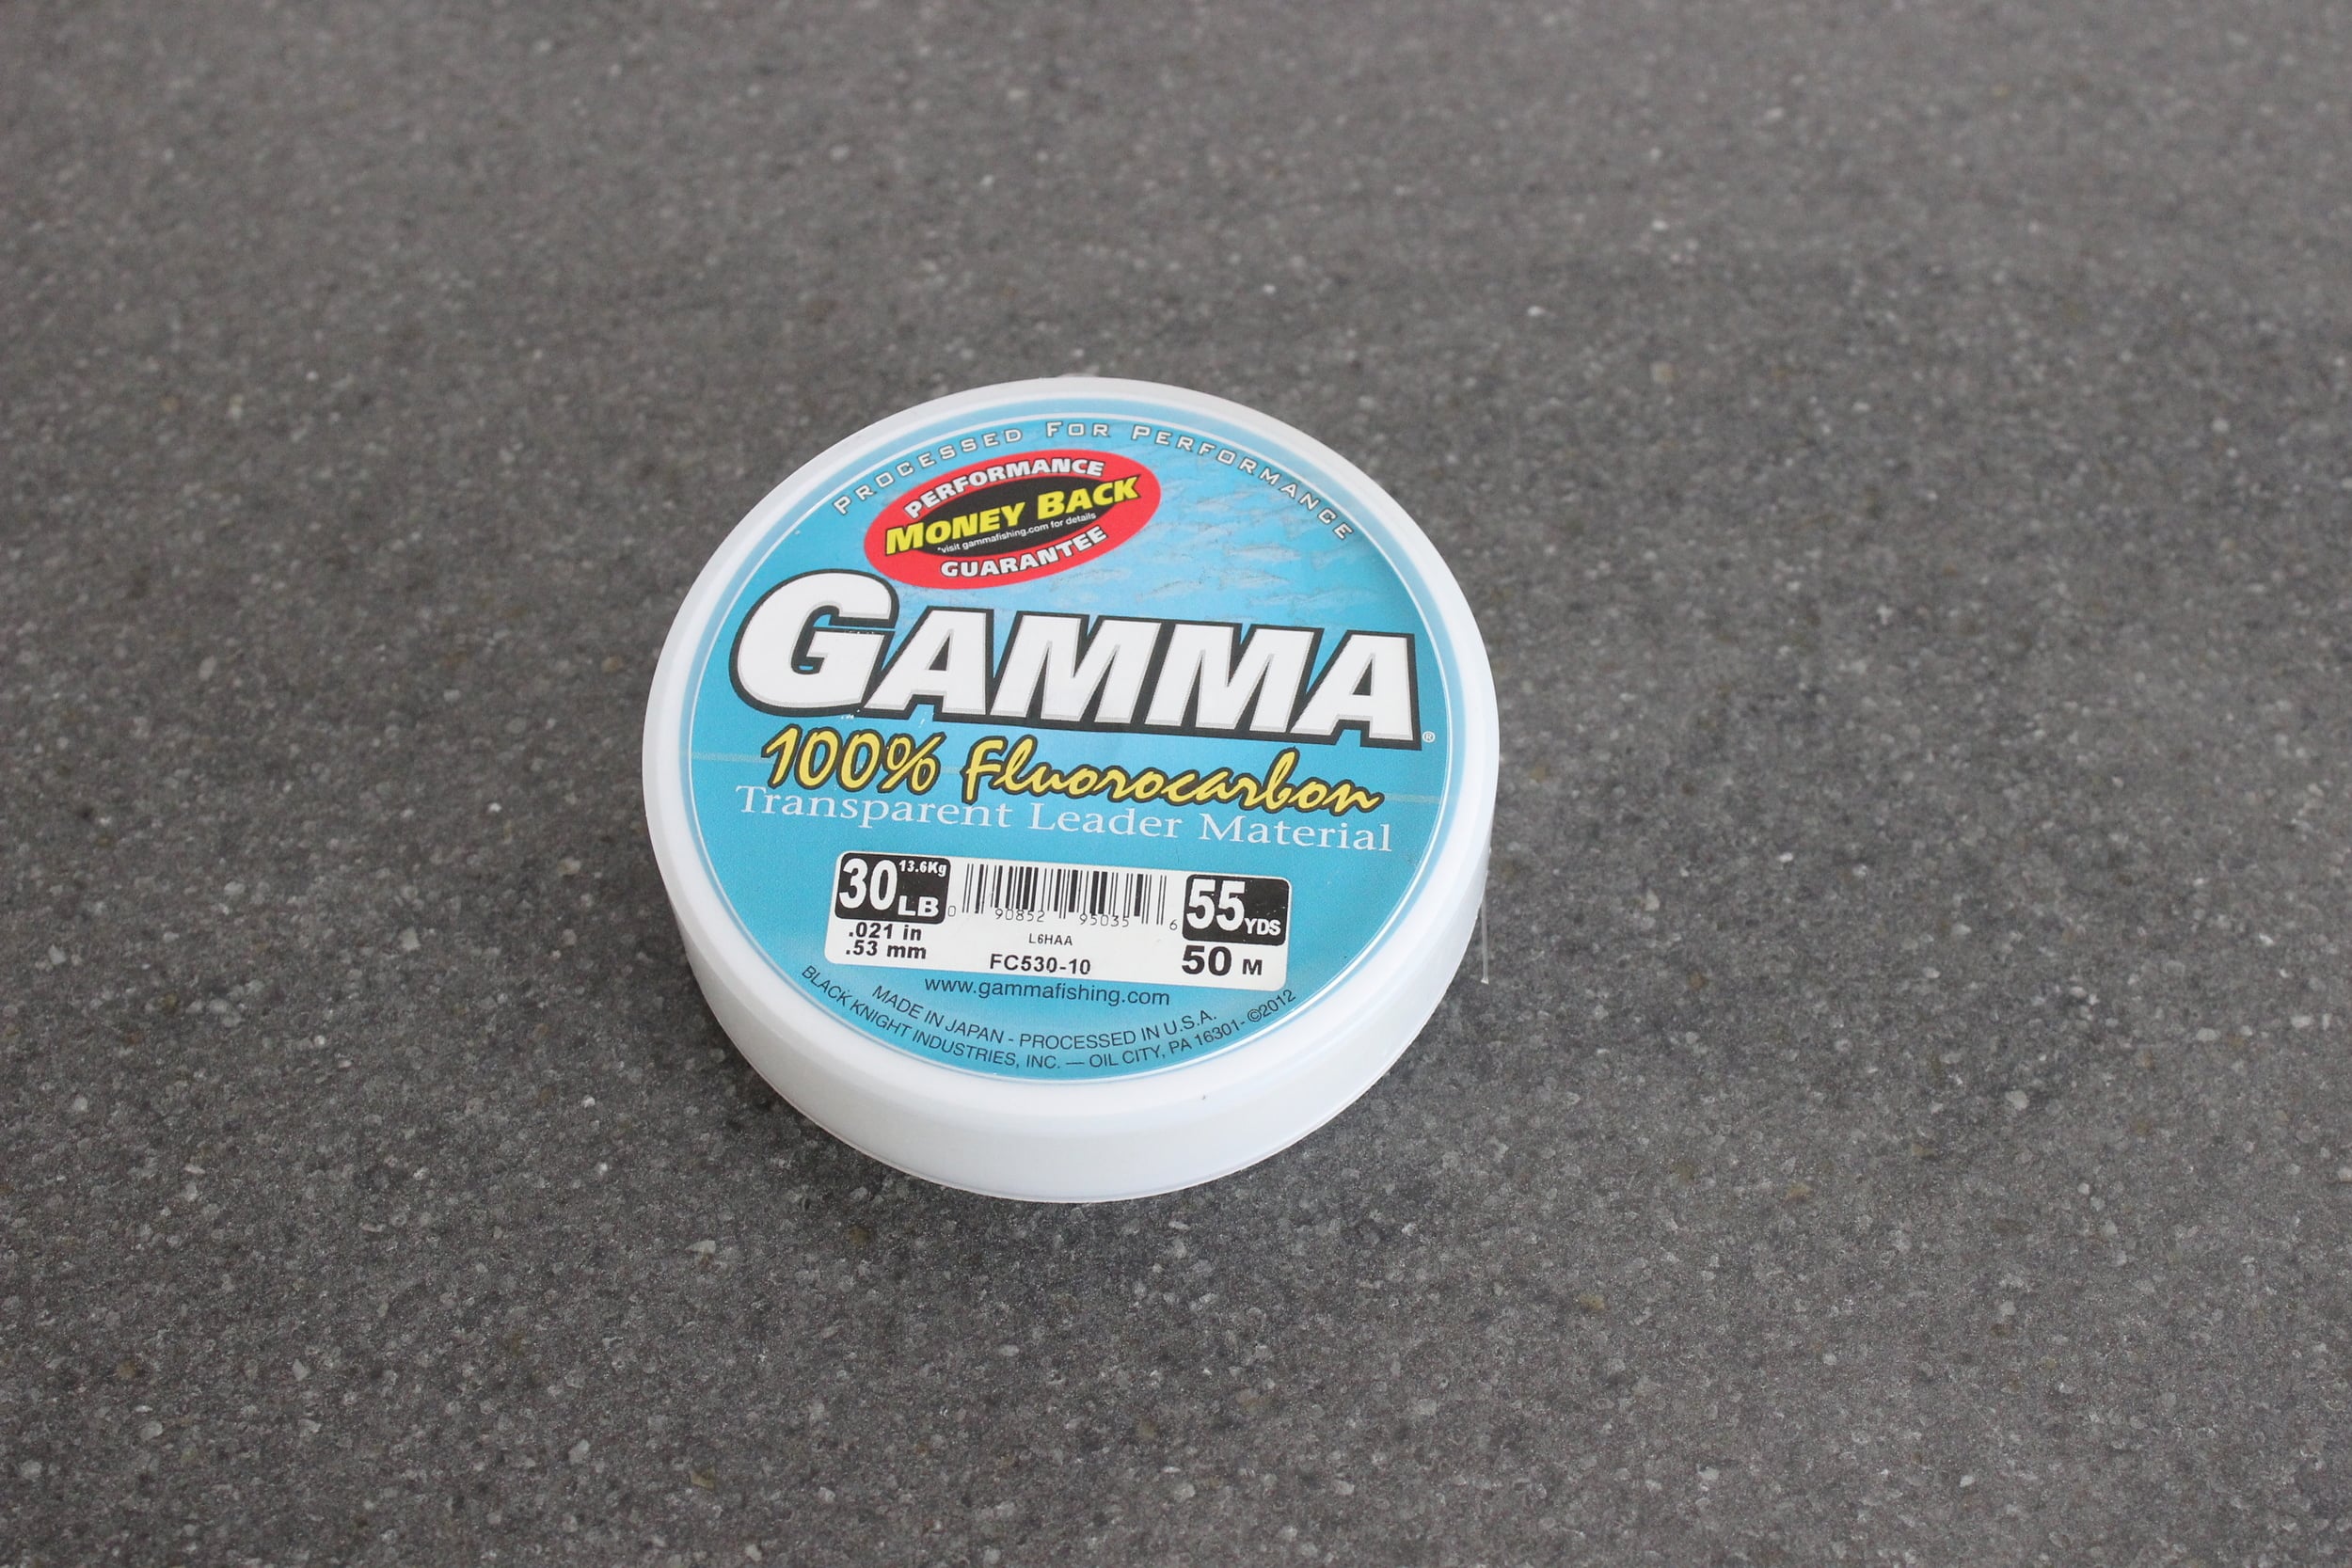 PROCESSED FOR PERFORMANCE
PERFORMANCE
MONEY BACK
*visit gammafishing.com for details
GUARANTEE
GAMMA®
100% Fluorocarbon
Transparent Leader Material
30 LB 13.6Kg
.021 in
.53 mm
0 90852 95035 6
L6HAA
FC530-10
55 YDS
50 M
www.gammafishing.com
MADE IN JAPAN - PROCESSED IN U.S.A.
BLACK KNIGHT INDUSTRIES, INC. — OIL CITY, PA 16301- ©2012